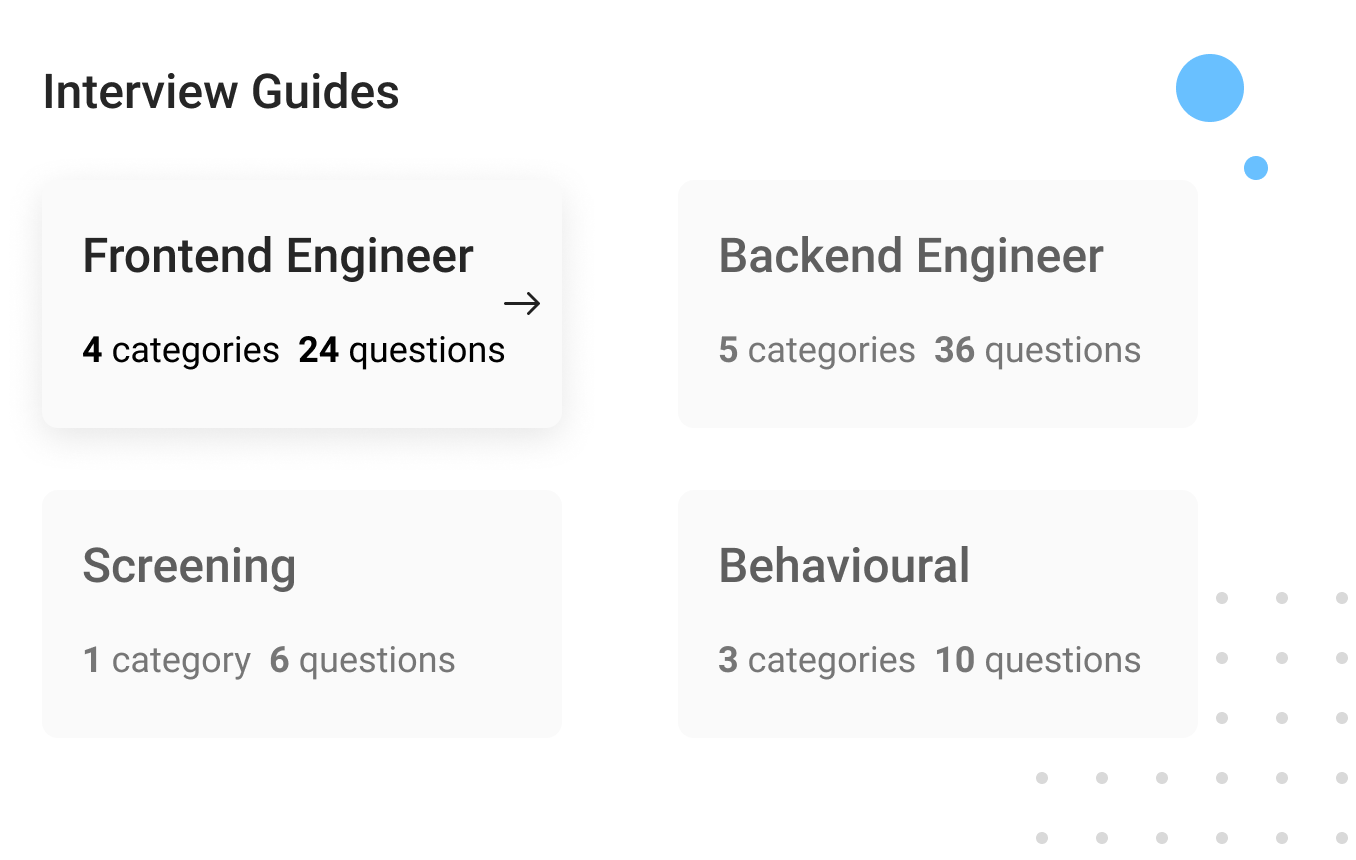 Interview Guides
Frontend Engineer
4 categories 24 questions
Backend Engineer
5 categories 36 questions
Screening
1 category 6 questions
Behavioural
3 categories 10 questions